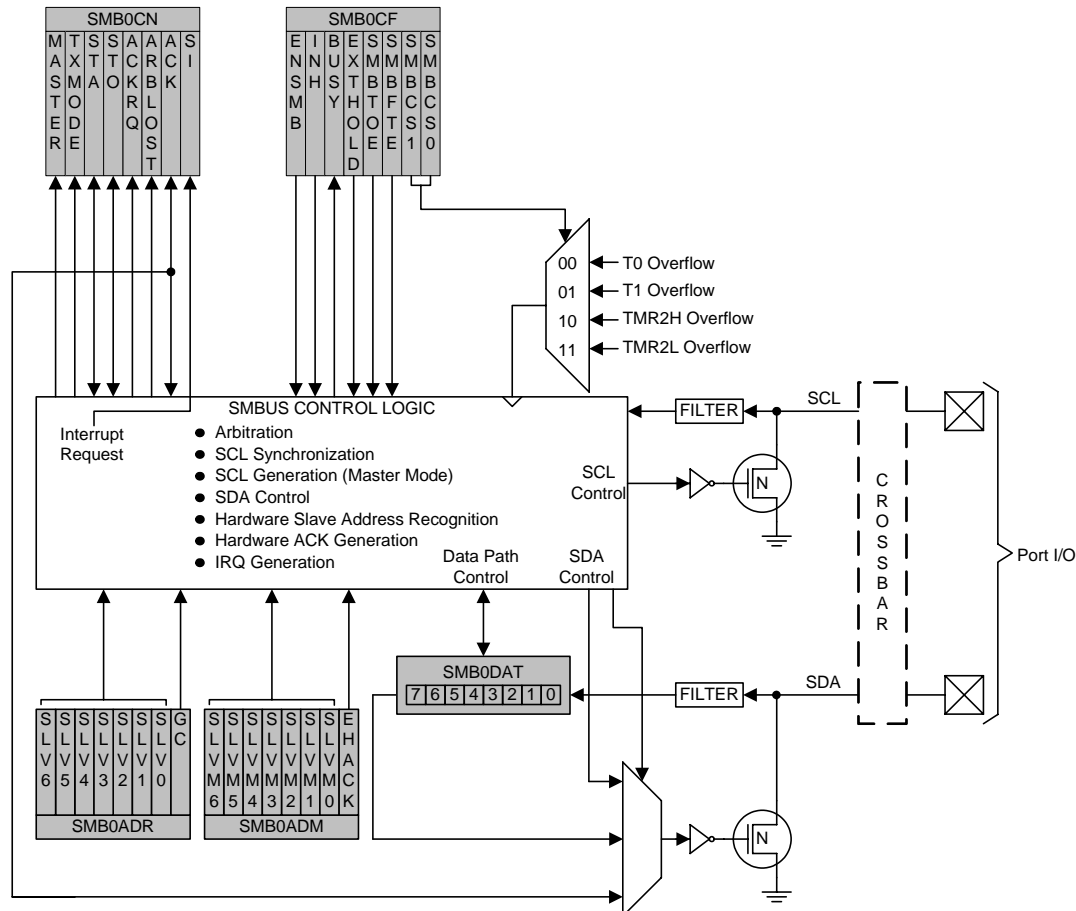 SMB0CN
MASTER
TXMODE
STA
STO
ACKRQ
ARBLOST
ACK
SI
SMB0CF
ENSMB
INH
BUSY
EXTHOLD
SMBTOE
SMBFTE
SMBCS1
SMBCS0
00
T0 Overflow
01
T1 Overflow
10
TMR2H Overflow
11
TMR2L Overflow
SMBUS CONTROL LOGIC
Interrupt
Request
● Arbitration
● SCL Synchronization
● SCL Generation (Master Mode)
● SDA Control
● Hardware Slave Address Recognition
● Hardware ACK Generation
● IRQ Generation
SCL
Control
Data Path
Control
SDA
Control
FILTER
SCL
N
CROSSBAR
Port I/O
SMB0DAT
7 6 5 4 3 2 1 0
FILTER
SDA
N
SLV6
SLV5
SLV4
SLV3
SLV2
SLV1
SLV0
GC
SMB0ADR
SLVM6
SLVM5
SLVM4
SLVM3
SLVM2
SLVM1
SLVM0
EHACK
SMB0ADM